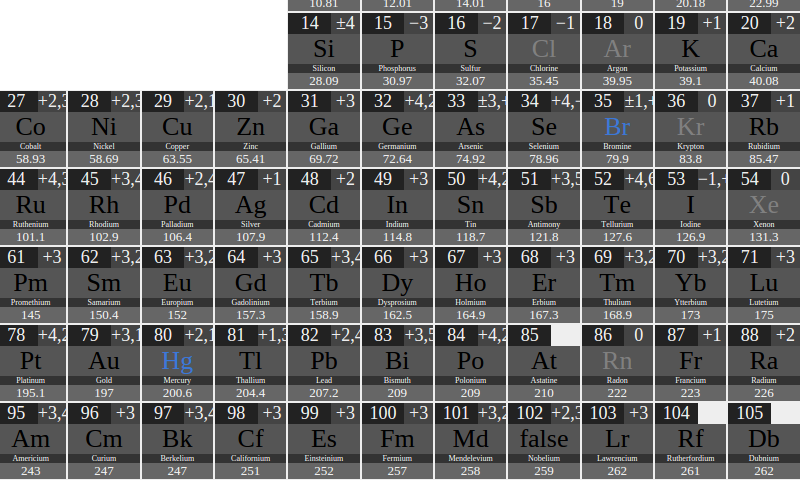 10.81 12.01 14.01 16 19 20.18 22.99
14 ±4 15 −3 16 −2 17 −1 18 0 19 +1 20 +2
Si P S Cl Ar K Ca
Silicon Phosphorus Sulfur Chlorine Argon Potassium Calcium
28.09 30.97 32.07 35.45 39.95 39.1 40.08
27 +2,3 28 +2,3 29 +2,1 30 +2 31 +3 32 +4,2 33 ±3,+ 34 +4,− 35 ±1,+ 36 0 37 +1
Co Ni Cu Zn Ga Ge As Se Br Kr Rb
Cobalt Nickel Copper Zinc Gallium Germanium Arsenic Selenium Bromine Krypton Rubidium
58.93 58.69 63.55 65.41 69.72 72.64 74.92 78.96 79.9 83.8 85.47
44 +4,3 45 +3,4 46 +2,4 47 +1 48 +2 49 +3 50 +4,2 51 +3,5 52 +4,6 53 −1,+ 54 0
Ru Rh Pd Ag Cd In Sn Sb Te I Xe
Ruthenium Rhodium Palladium Silver Cadmium Indium Tin Antimony Tellurium Iodine Xenon
101.1 102.9 106.4 107.9 112.4 114.8 118.7 121.8 127.6 126.9 131.3
61 +3 62 +3,2 63 +3,2 64 +3 65 +3,4 66 +3 67 +3 68 +3 69 +3,2 70 +3,2 71 +3
Pm Sm Eu Gd Tb Dy Ho Er Tm Yb Lu
Promethium Samarium Europium Gadolinium Terbium Dysprosium Holmium Erbium Thulium Ytterbium Lutetium
145 150.4 152 157.3 158.9 162.5 164.9 167.3 168.9 173 175
78 +4,2 79 +3,1 80 +2,1 81 +1,3 82 +2,4 83 +3,5 84 +4,2 85 86 0 87 +1 88 +2
Pt Au Hg Tl Pb Bi Po At Rn Fr Ra
Platinum Gold Mercury Thallium Lead Bismuth Polonium Astatine Radon Francium Radium
195.1 197 200.6 204.4 207.2 209 209 210 222 223 226
95 +3,4 96 +3 97 +3,4 98 +3 99 +3 100 +3 101 +3,2 102 +2,3 103 +3 104 105
Am Cm Bk Cf Es Fm Md false Lr Rf Db
Americium Curium Berkelium Californium Einsteinium Fermium Mendelevium Nobelium Lawrencium Rutherfordium Dubnium
243 247 247 251 252 257 258 259 262 261 262